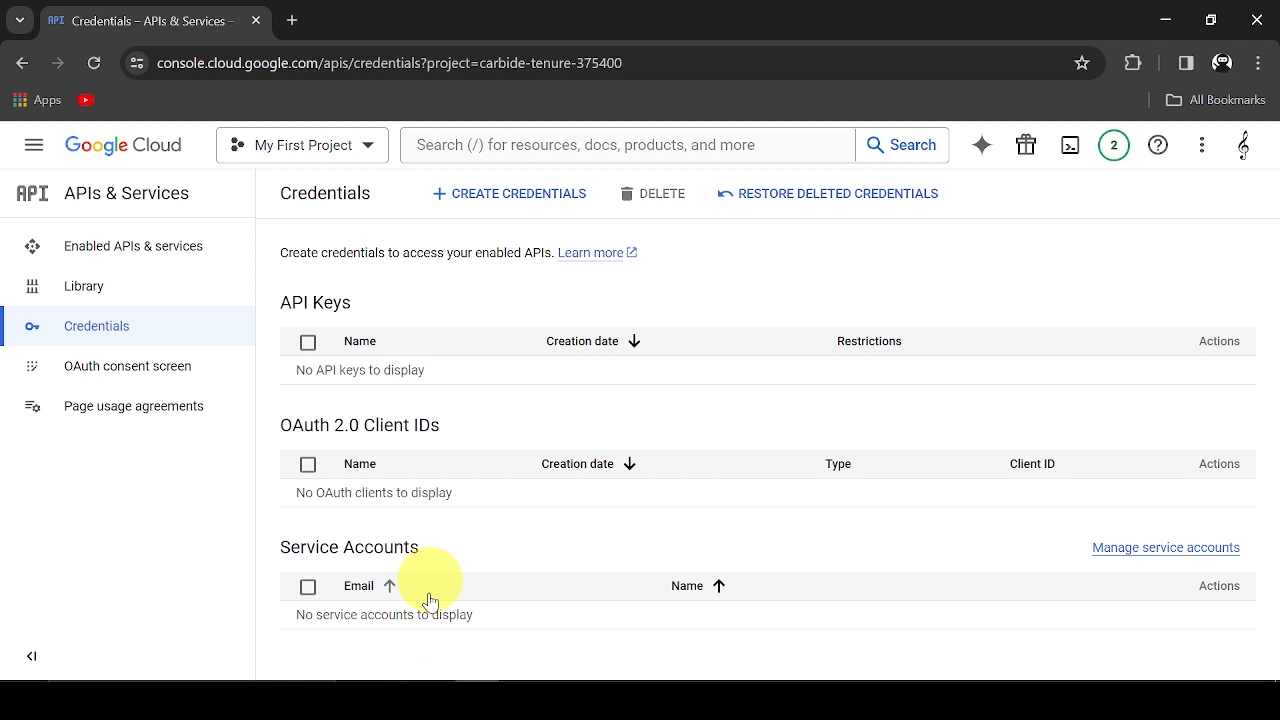 API Credentials – APIs & Services –
console.cloud.google.com/apis/credentials?project=carbide-tenure-375400
Apps
All Bookmarks
Google Cloud
My First Project
Search (/) for resources, docs, products, and more
Search
2
API APIs & Services
Credentials
+ CREATE CREDENTIALS
DELETE
RESTORE DELETED CREDENTIALS
Enabled APIs & services
Library
Credentials
OAuth consent screen
Page usage agreements
Create credentials to access your enabled APIs. Learn more
API Keys
Name Creation date Restrictions Actions
No API keys to display
OAuth 2.0 Client IDs
Name Creation date Type Client ID Actions
No OAuth clients to display
Service Accounts
Manage service accounts
Email Name Actions
No service accounts to display